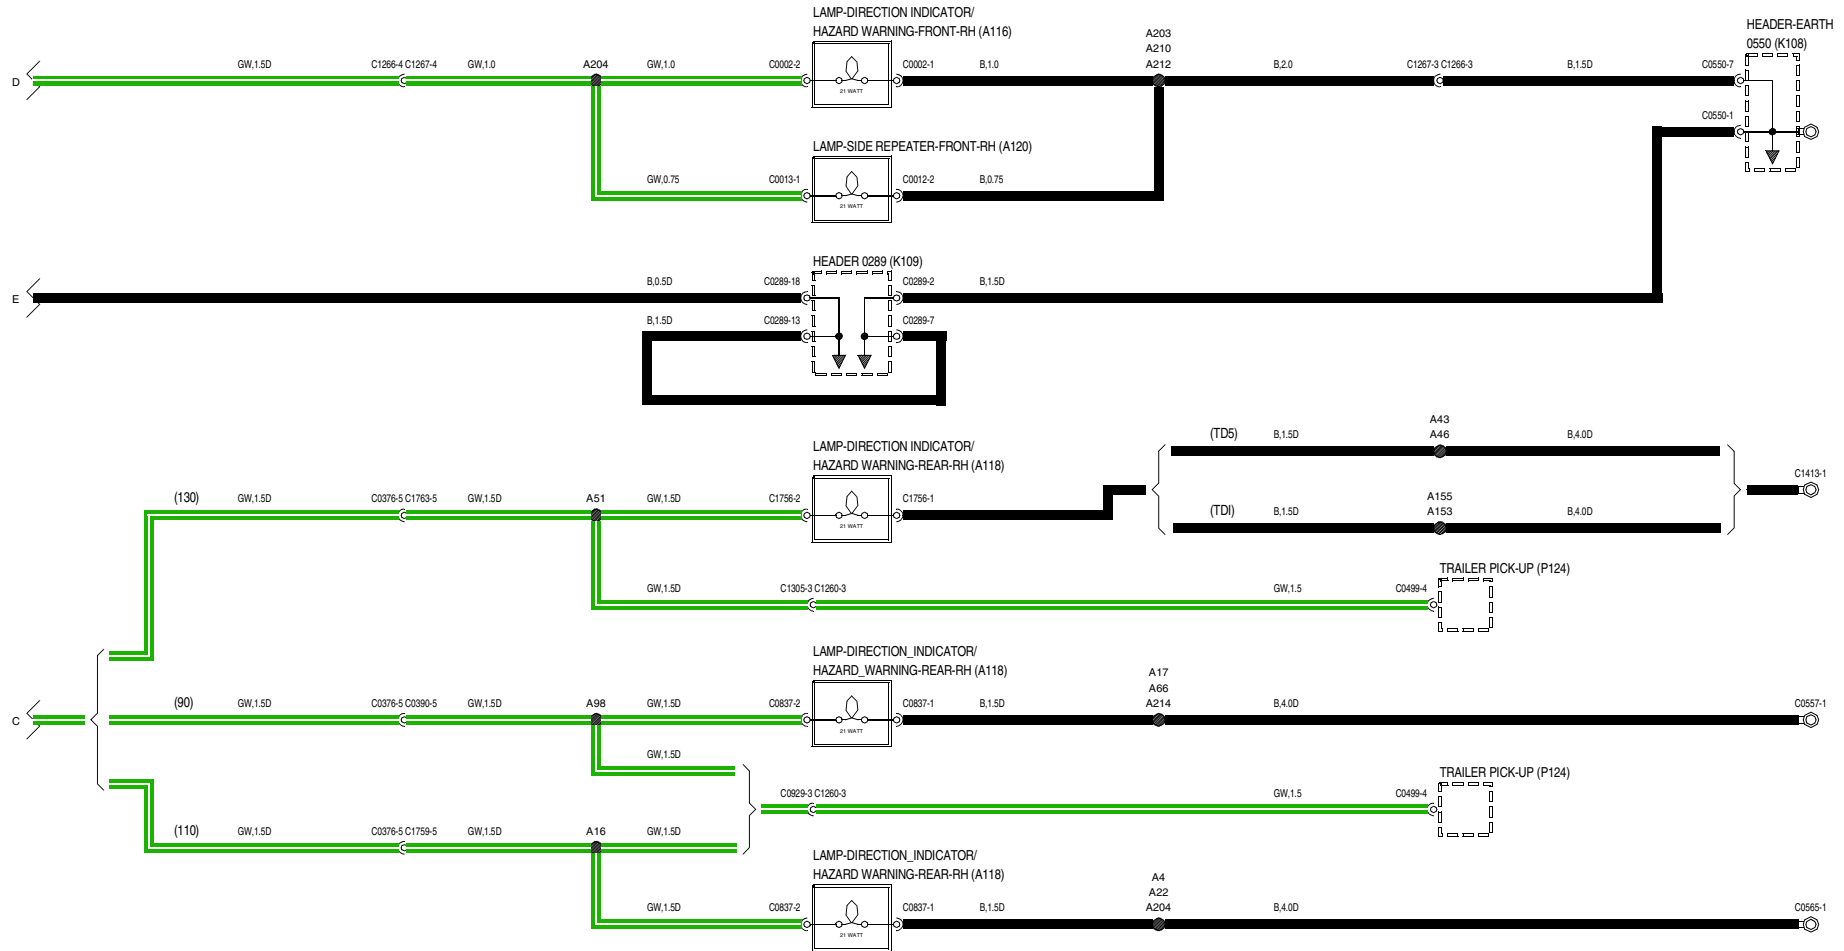 LAMP-DIRECTION INDICATOR/
HAZARD WARNING-FRONT-RH (A116)
HEADER-EARTH
0550 (K108)
A203
A210
A212
D
GW,1.5D
C1266-4 C1267-4
GW,1.0
A204
GW,1.0
C0002-2
21 WATT
C0002-1
B,1.0
B,2.0
C1267-3 C1266-3
B,1.5D
C0550-7
C0550-1
LAMP-SIDE REPEATER-FRONT-RH (A120)
GW,0.75
C0013-1
21 WATT
C0012-2
B,0.75
HEADER 0289 (K109)
E
B,0.5D
C0289-18
C0289-2
B,1.5D
B,1.5D
C0289-13
C0289-7
LAMP-DIRECTION INDICATOR/
HAZARD WARNING-REAR-RH (A118)
(TD5)
B,1.5D
A43
A46
B,4.0D
C1413-1
(130)
GW,1.5D
C0376-5 C1763-5
GW,1.5D
A51
GW,1.5D
C1756-2
21 WATT
C1756-1
(TDI)
B,1.5D
A155
A153
B,4.0D
TRAILER PICK-UP (P124)
GW,1.5D
C1305-3 C1260-3
GW,1.5
C0499-4
LAMP-DIRECTION_INDICATOR/
HAZARD_WARNING-REAR-RH (A118)
A17
A66
A214
C
(90)
GW,1.5D
C0376-5 C0390-5
GW,1.5D
A98
GW,1.5D
C0837-2
21 WATT
C0837-1
B,1.5D
B,4.0D
C0557-1
GW,1.5D
TRAILER PICK-UP (P124)
C0929-3 C1260-3
GW,1.5
C0499-4
(110)
GW,1.5D
C0376-5 C1759-5
GW,1.5D
A16
GW,1.5D
LAMP-DIRECTION_INDICATOR/
HAZARD WARNING-REAR-RH (A118)
A4
A22
A204
GW,1.5D
C0837-2
21 WATT
C0837-1
B,1.5D
B,4.0D
C0565-1